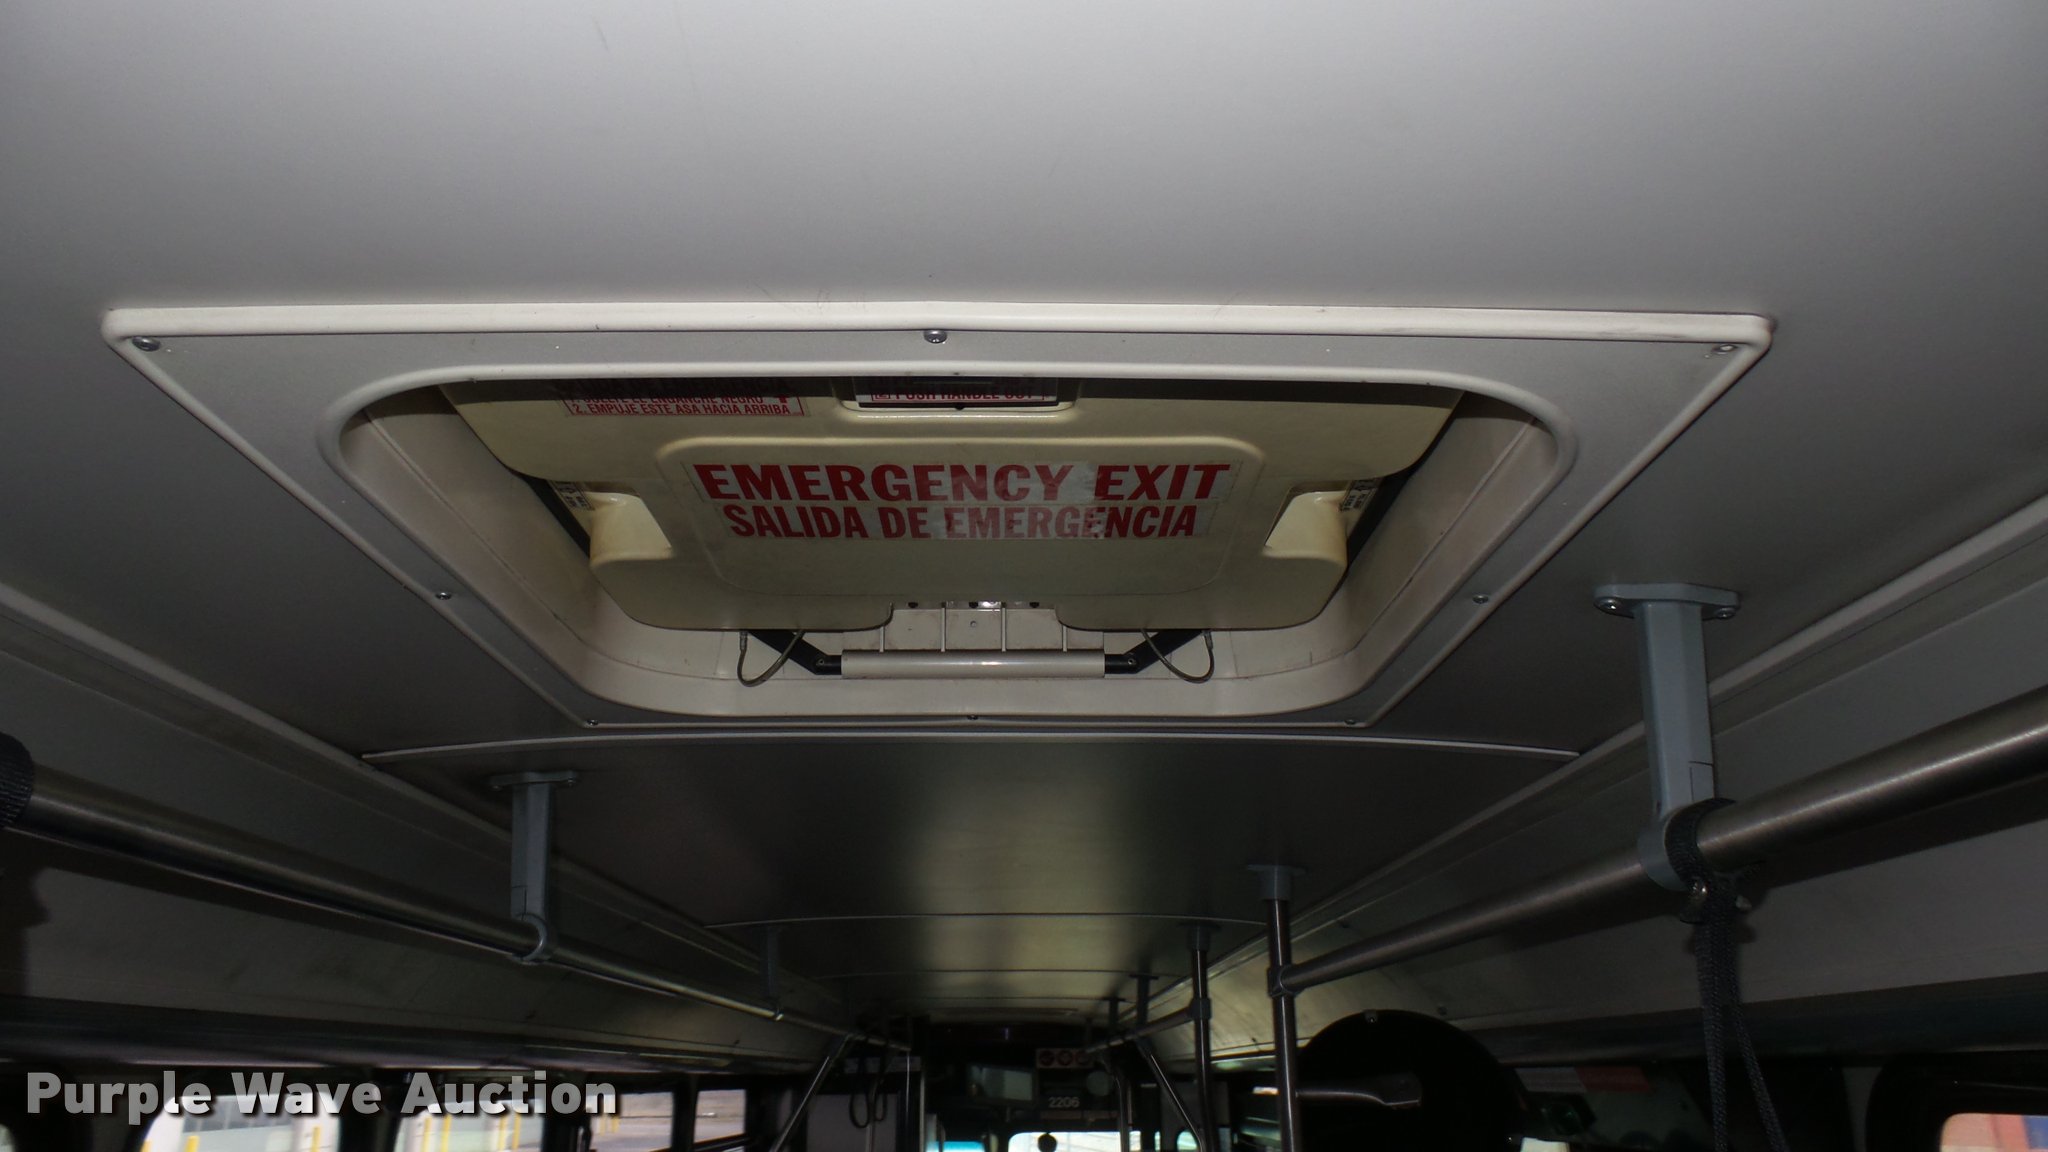 2. EMPUJE ESTE ASA HACIA ARRIBA
EMERGENCY EXIT
SALIDA DE EMERGENCIA
2206
Purple Wave Auction